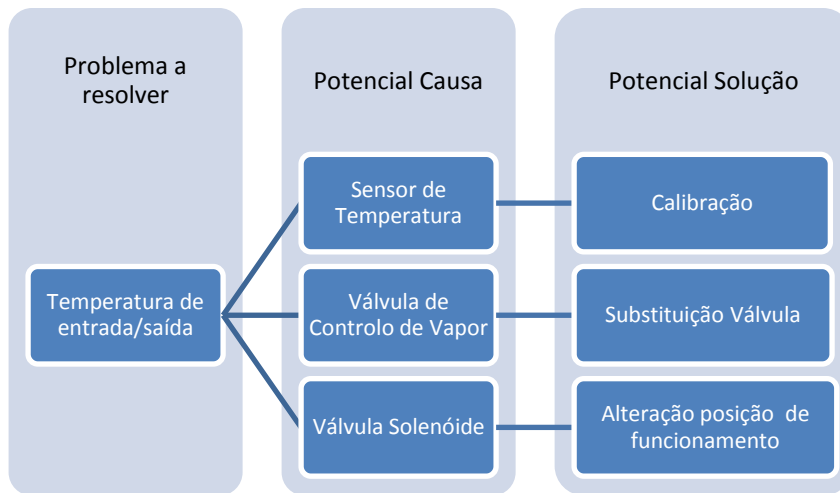 Problema a
resolver
Potencial Causa
Potencial Solução
Temperatura de
entrada/saída
Sensor de
Temperatura
Calibração
Válvula de
Controlo de Vapor
Substituição Válvula
Válvula Solenóide
Alteração posição de
funcionamento